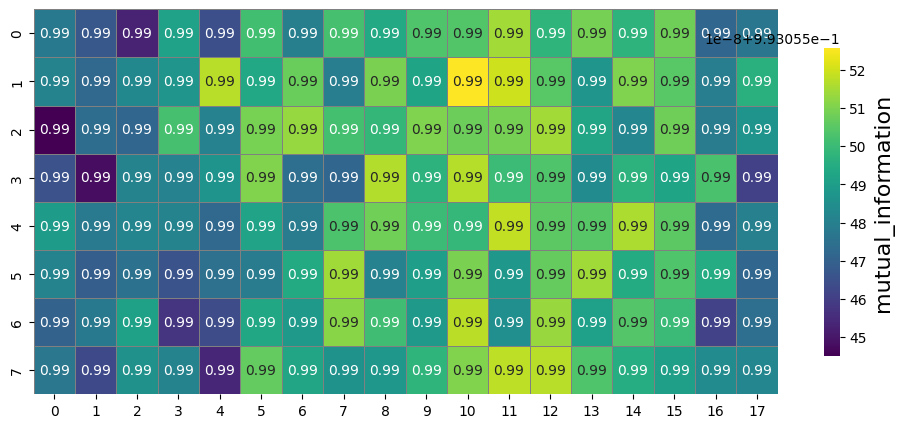 1e−8+9.93055e−1
0 0.99 0.99 0.99 0.99 0.99 0.99 0.99 0.99 0.99 0.99 0.99 0.99 0.99 0.99 0.99 0.99 0.99 0.99
1 0.99 0.99 0.99 0.99 0.99 0.99 0.99 0.99 0.99 0.99 0.99 0.99 0.99 0.99 0.99 0.99 0.99 0.99
2 0.99 0.99 0.99 0.99 0.99 0.99 0.99 0.99 0.99 0.99 0.99 0.99 0.99 0.99 0.99 0.99 0.99 0.99
3 0.99 0.99 0.99 0.99 0.99 0.99 0.99 0.99 0.99 0.99 0.99 0.99 0.99 0.99 0.99 0.99 0.99 0.99
4 0.99 0.99 0.99 0.99 0.99 0.99 0.99 0.99 0.99 0.99 0.99 0.99 0.99 0.99 0.99 0.99 0.99 0.99
5 0.99 0.99 0.99 0.99 0.99 0.99 0.99 0.99 0.99 0.99 0.99 0.99 0.99 0.99 0.99 0.99 0.99 0.99
6 0.99 0.99 0.99 0.99 0.99 0.99 0.99 0.99 0.99 0.99 0.99 0.99 0.99 0.99 0.99 0.99 0.99 0.99
7 0.99 0.99 0.99 0.99 0.99 0.99 0.99 0.99 0.99 0.99 0.99 0.99 0.99 0.99 0.99 0.99 0.99 0.99
0 1 2 3 4 5 6 7 8 9 10 11 12 13 14 15 16 17
52
51
50
49
48
47
46
45
mutual_information